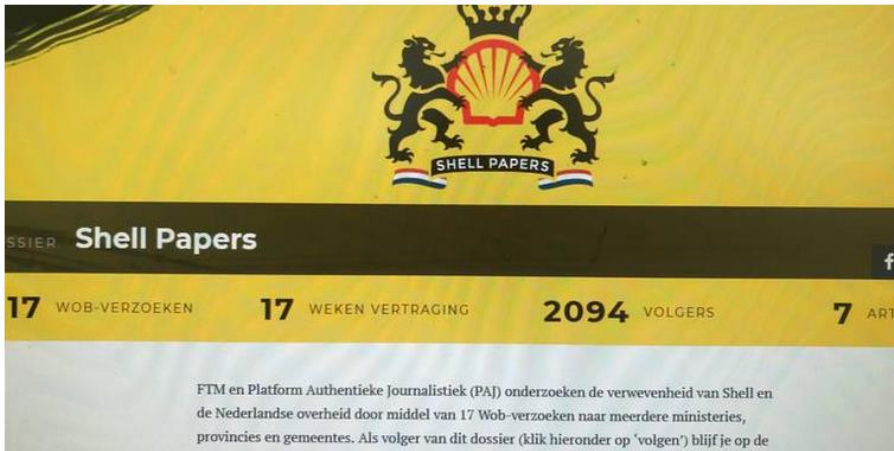 SHELL PAPERS
SSIER Shell Papers
f
17 WOB-VERZOEKEN 17 WEKEN VERTRAGING 2094 VOLGERS 7 ART
FTM en Platform Authentieke Journalistiek (PAJ) onderzoeken de verwevenheid van Shell en
de Nederlandse overheid door middel van 17 Wob-verzoeken naar meerdere ministeries,
provincies en gemeentes. Als volger van dit dossier (klik hieronder op ‘volgen’) blijf je op de